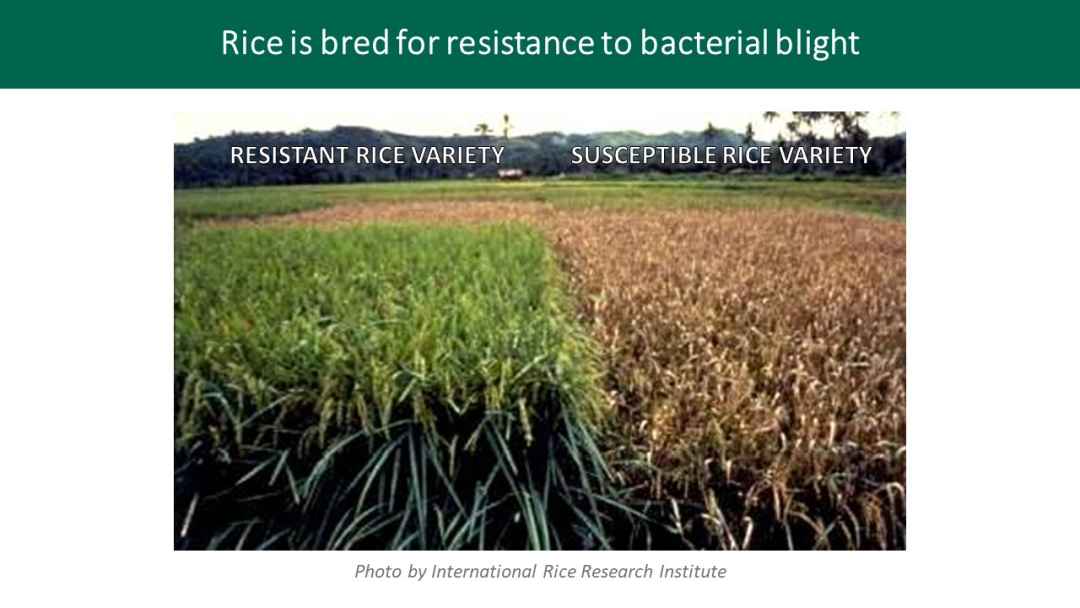 Rice is bred for resistance to bacterial blight
RESISTANT RICE VARIETY
SUSCEPTIBLE RICE VARIETY
Photo by International Rice Research Institute